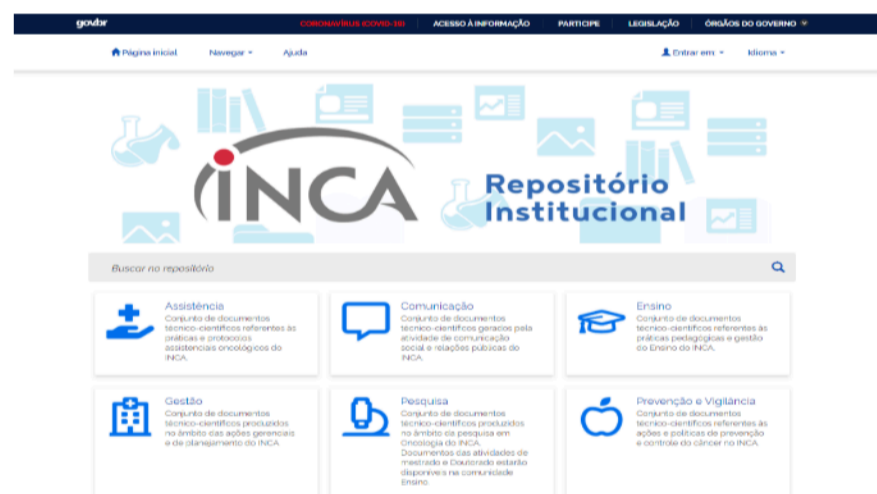 govbr
CORONAVÍRUS (COVID-19) ACESSO À INFORMAÇÃO PARTICIPE LEGISLAÇÃO ÓRGÃOS DO GOVERNO
Página inicial Navegar Ajuda Entrar em: Idioma
INCA
Repositório
Institucional
Buscar no repositório
Assistência
Conjunto de documentos
técnico-científicos referentes às
práticas e protocolos
assistenciais oncológicos do
INCA.
Comunicação
Conjunto de documentos
técnico-científicos gerados pela
atividade de comunicação
social e relações públicas do
INCA.
Ensino
Conjunto de documentos
técnico-científicos referentes às
práticas pedagógicas e gestão
do Ensino do INCA.
Gestão
Conjunto de documentos
técnico-científicos produzidos
no âmbito das ações gerenciais
e de planejamento do INCA
Pesquisa
Conjunto de documentos
técnico-científicos produzidos
no âmbito da pesquisa em
Oncologia do INCA.
Documentos das atividades de
mestrado e Doutorado estarão
disponíveis na comunidade
Ensino.
Prevenção e Vigilância
Conjunto de documentos
técnico-científicos referentes às
ações e políticas de prevenção
e controle do câncer no INCA.